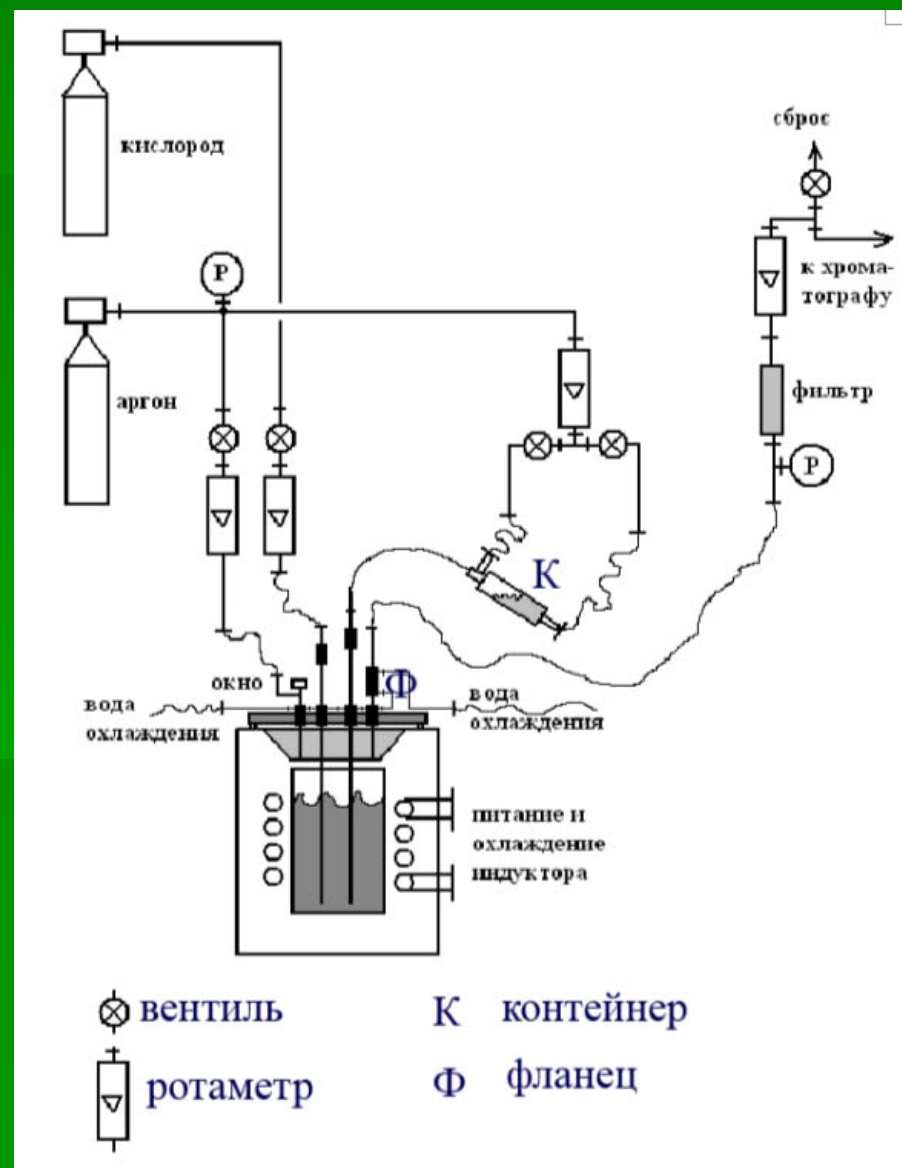 кислород
сброс
P
к хрома-
тографу
аргон
фильтр
P
К
окно
Ф
вода
охлаждения
вода
охлаждения
питание и
охлаждение
индуктора
вентиль
К контейнер
ротаметр
Ф фланец